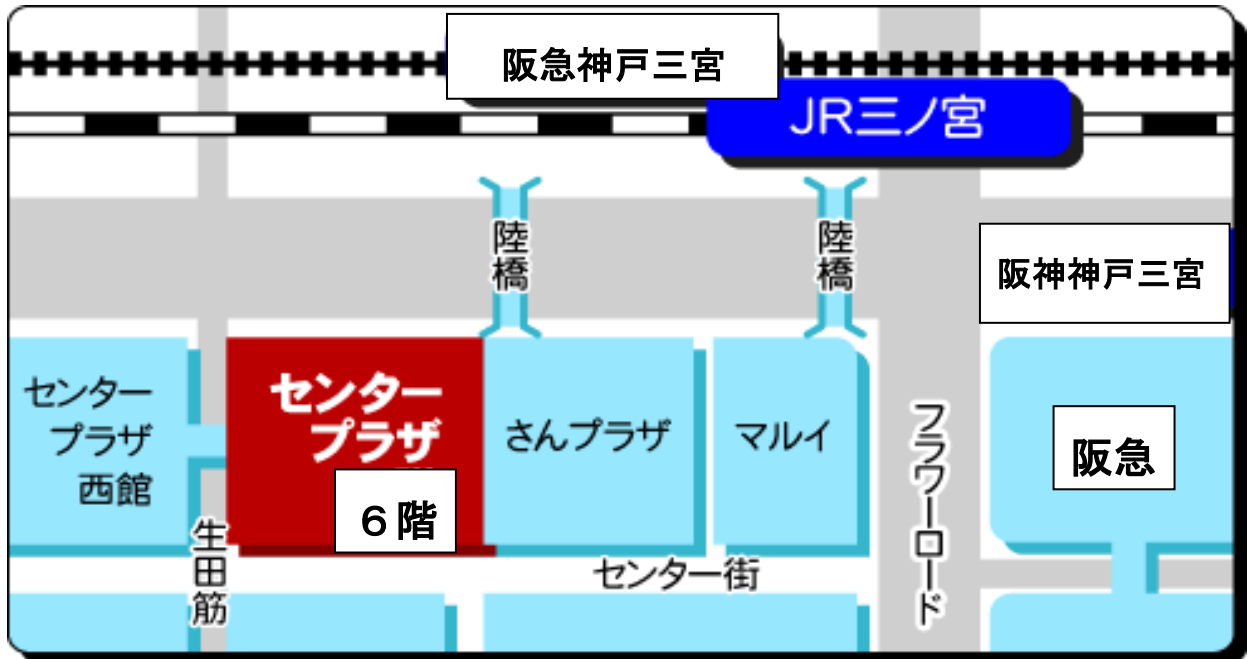 阪急神戸三宮
JR三ノ宮
陸橋
陸橋
阪神神戸三宮
センター
プラザ
西館
センター
プラザ
6階
さんプラザ
マルイ
フラワーロード
阪急
生田筋
センター街